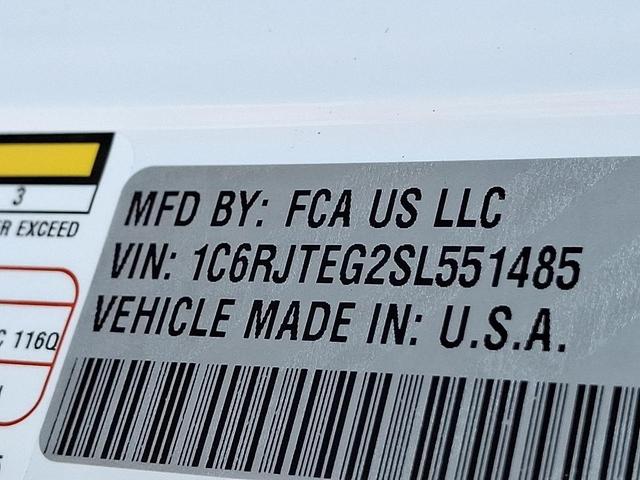 3
R EXCEED
C 116Q
MFD BY: FCA US LLC
VIN: 1C6RJTEG2SL551485
VEHICLE MADE IN: U.S.A.